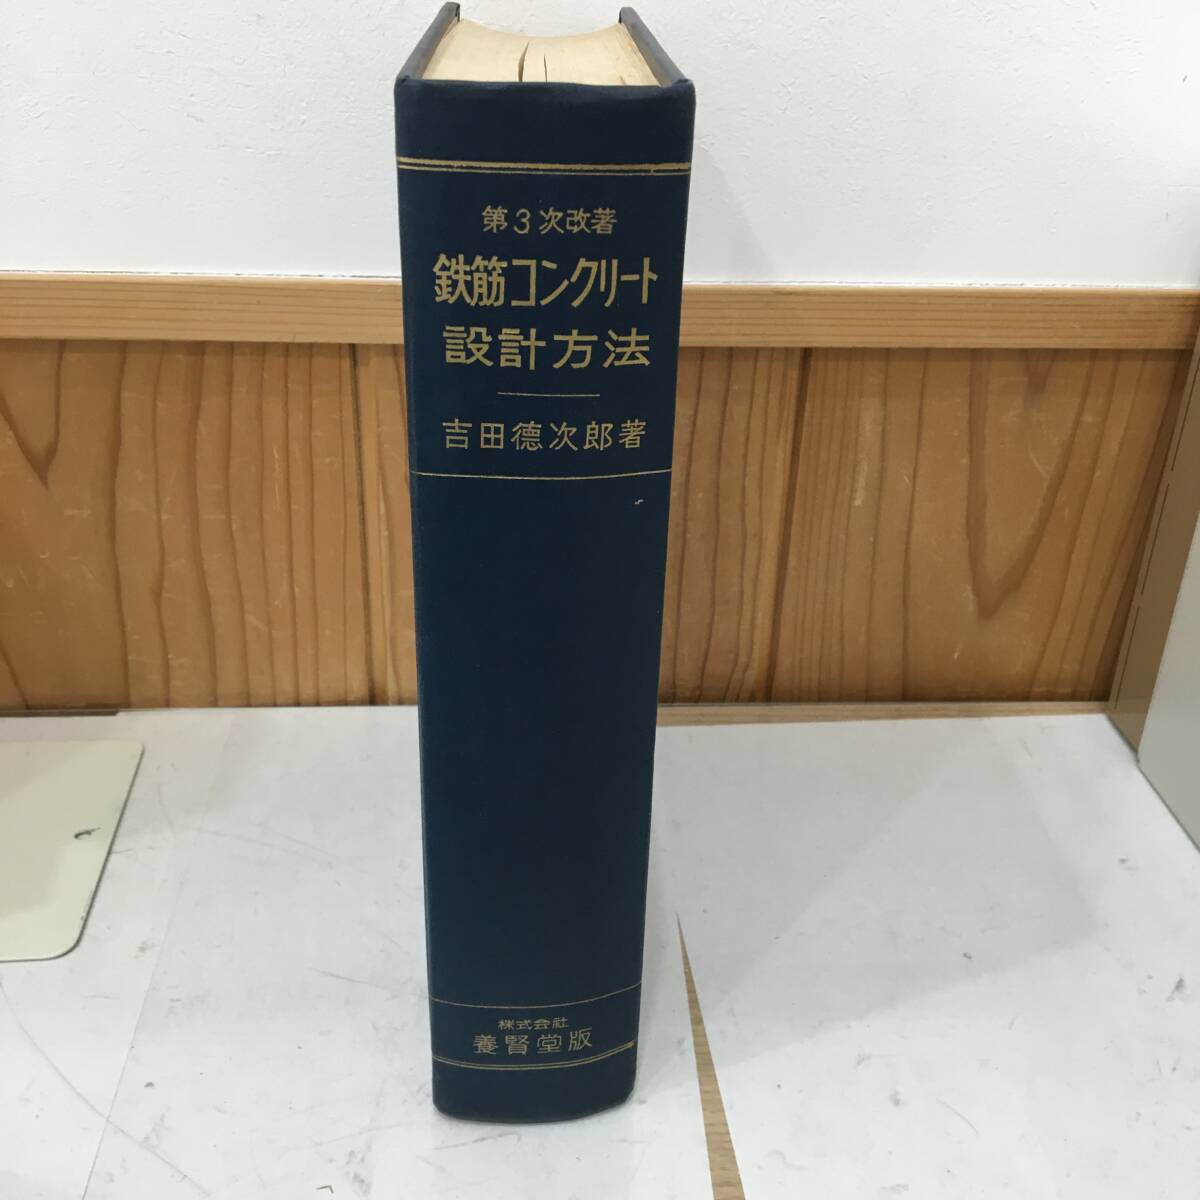 第3次改著
鉄筋コンクリート
設計方法
吉田德次郎著
株式会社
養賢堂版